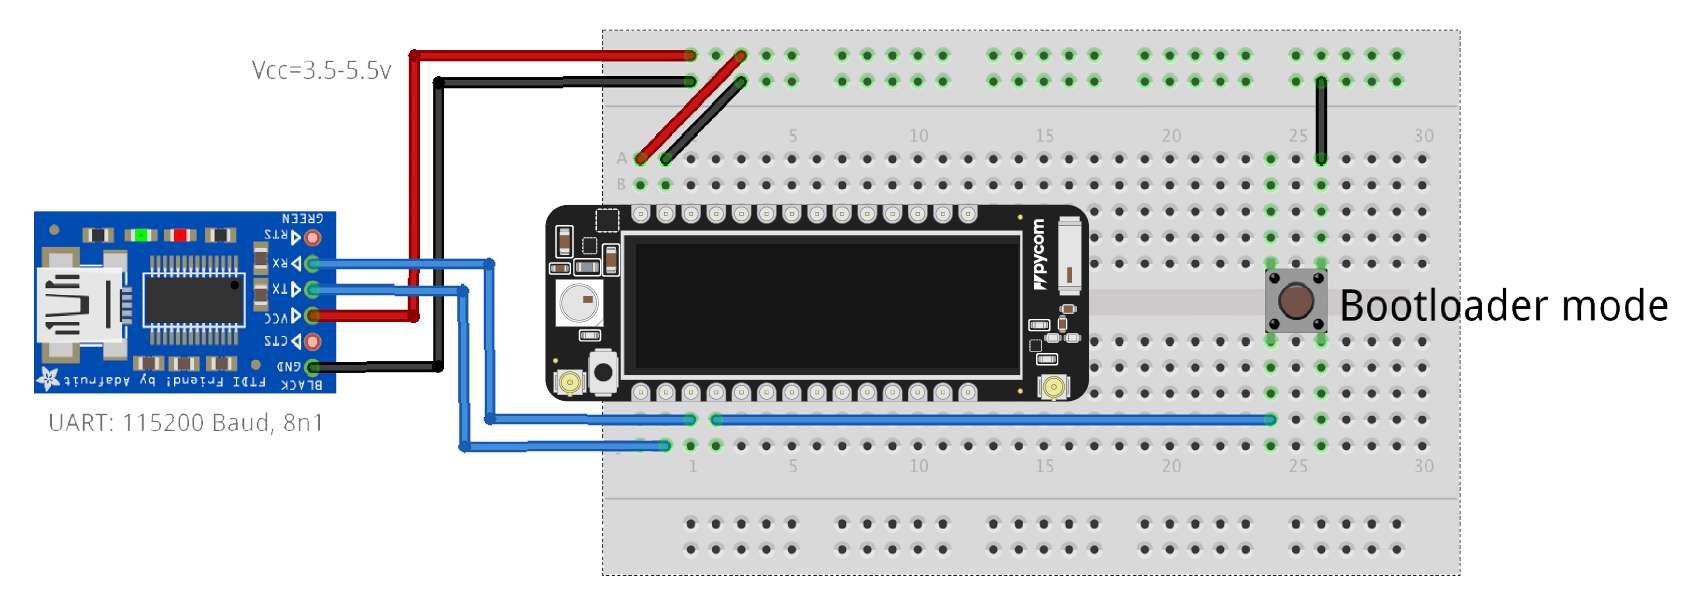 Vcc=3.5-5.5v
5
10
15
20
25
30
A
B
GREEN
RTS
RX
TX
VCC
CTS
GND
BLACK
FTDI Friend! by Adafruit
UART: 115200 Baud, 8n1
pycom
Bootloader mode
1
5
10
15
20
25
30